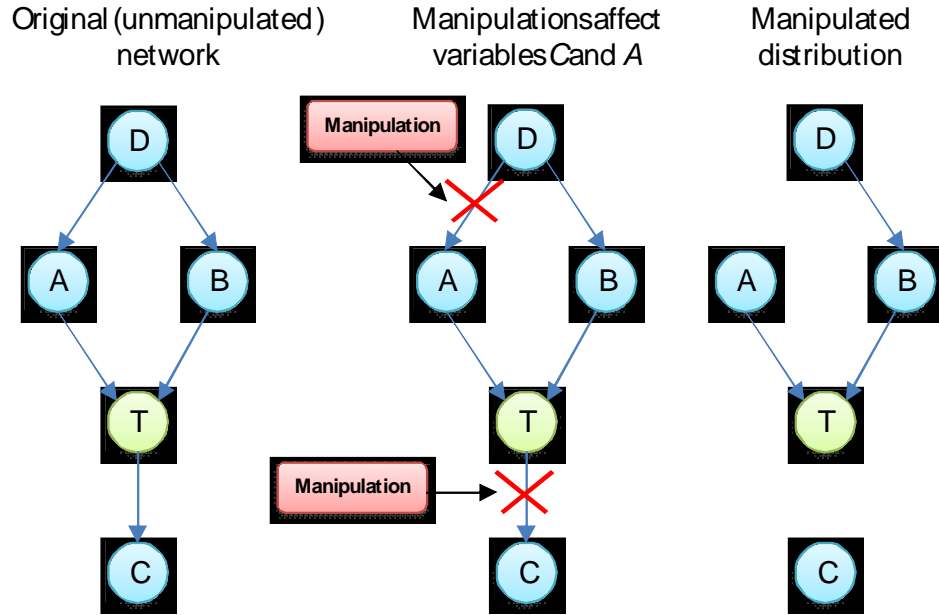 Original (unmanipulated)
network
Manipulationsaffect
variablesCand A
Manipulated
distribution
D
A
B
T
C
Manipulation
D
A
B
T
Manipulation
C
D
A
B
T
C